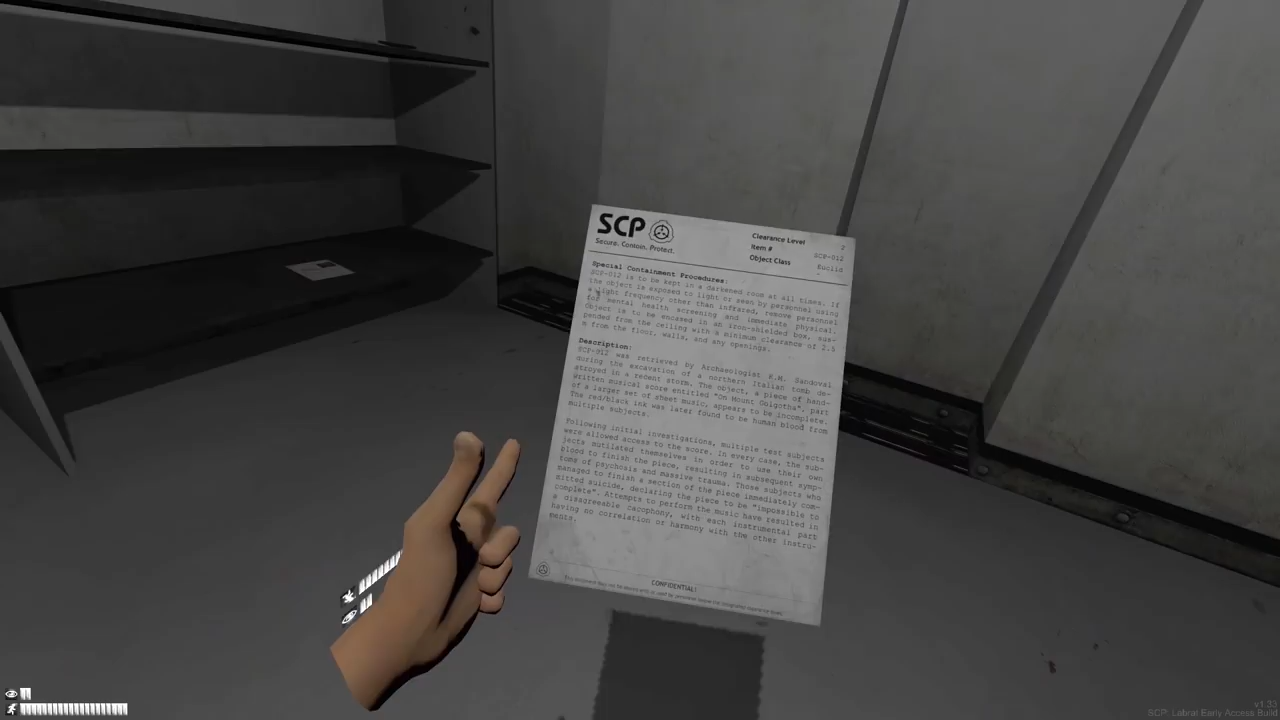 SCP
Secure. Contain. Protect.
Clearance Level 2
Item # SCP-012
Object Class Euclid
Special Containment Procedures:
SCP-012 is to be kept in a darkened room at all times. If
the object is exposed to light or seen by personnel using
a light frequency other than infrared, remove personnel
for mental health screening and immediate physical.
Object is to be encased in an iron-shielded box, sus-
pended from the ceiling with a minimum clearance of 2.5
m from the floor, walls, and any openings.
Description:
SCP-012 was retrieved by Archaeologist K.M. Sandoval
during the excavation of a northern Italian tomb de-
stroyed in a recent storm. The object, a piece of hand-
written musical score entitled "On Mount Golgotha", part
of a larger set of sheet music, appears to be incomplete.
The red/black ink was later found to be human blood from
multiple subjects.
Following initial investigations, multiple test subjects
were allowed access to the score. In every case, the sub-
jects mutilated themselves in order to use their own
blood to finish the piece, resulting in subsequent symp-
toms of psychosis and massive trauma. Those subjects who
managed to finish a section of the piece immediately com-
mitted suicide, declaring the piece to be "impossible to
complete". Attempts to perform the music have resulted in
a disagreeable cacophony, with each instrumental part
having no correlation or harmony with the other instru-
ments.
CONFIDENTIAL!
v1.33
SCP: Labrat Early Access Build